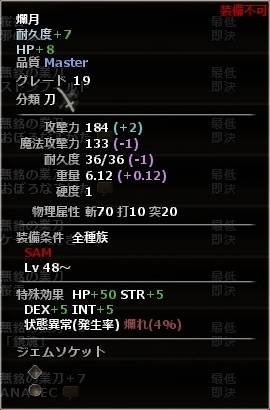 装備不可
爛月
耐久度+7
HP+8
品質 Master
グレード 19
分類 刀
攻撃力 184 (+2)
魔法攻撃力 133 (-1)
耐久度 36/36 (-1)
重量 6.12 (+0.12)
硬度 1
物理属性 斬70 打10 突20
装備条件 全種族
SAM
Lv 48〜
特殊効果 HP+50 STR+5
DEX+5 INT+5
状態異常(発生率) 爛れ(4%)
ジェムソケット